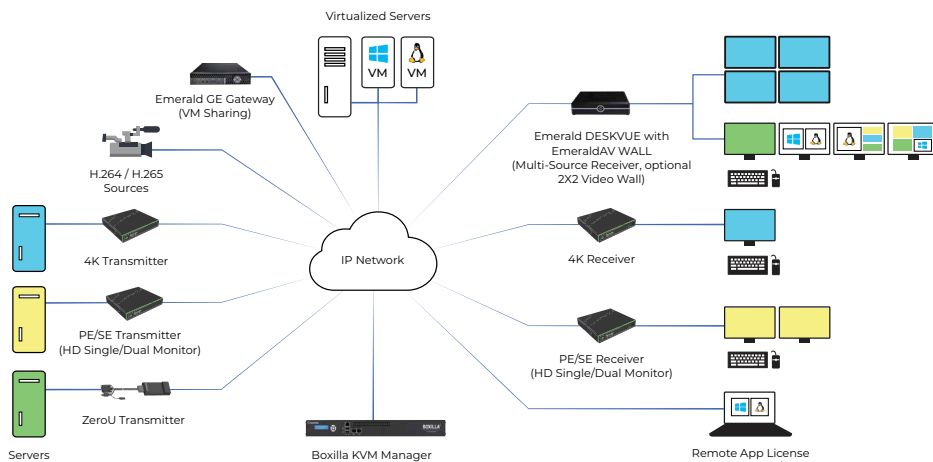 Virtualized Servers
VM
VM
Emerald GE Gateway
(VM Sharing)
H.264 / H.265
Sources
4K Transmitter
PE/SE Transmitter
(HD Single/Dual Monitor)
ZeroU Transmitter
Servers
IP Network
BOXILLA
Boxilla KVM Manager
Emerald DESKVUE with
EmeraldAV WALL
(Multi-Source Receiver, optional
2X2 Video Wall)
4K Receiver
PE/SE Receiver
(HD Single/Dual Monitor)
Remote App License